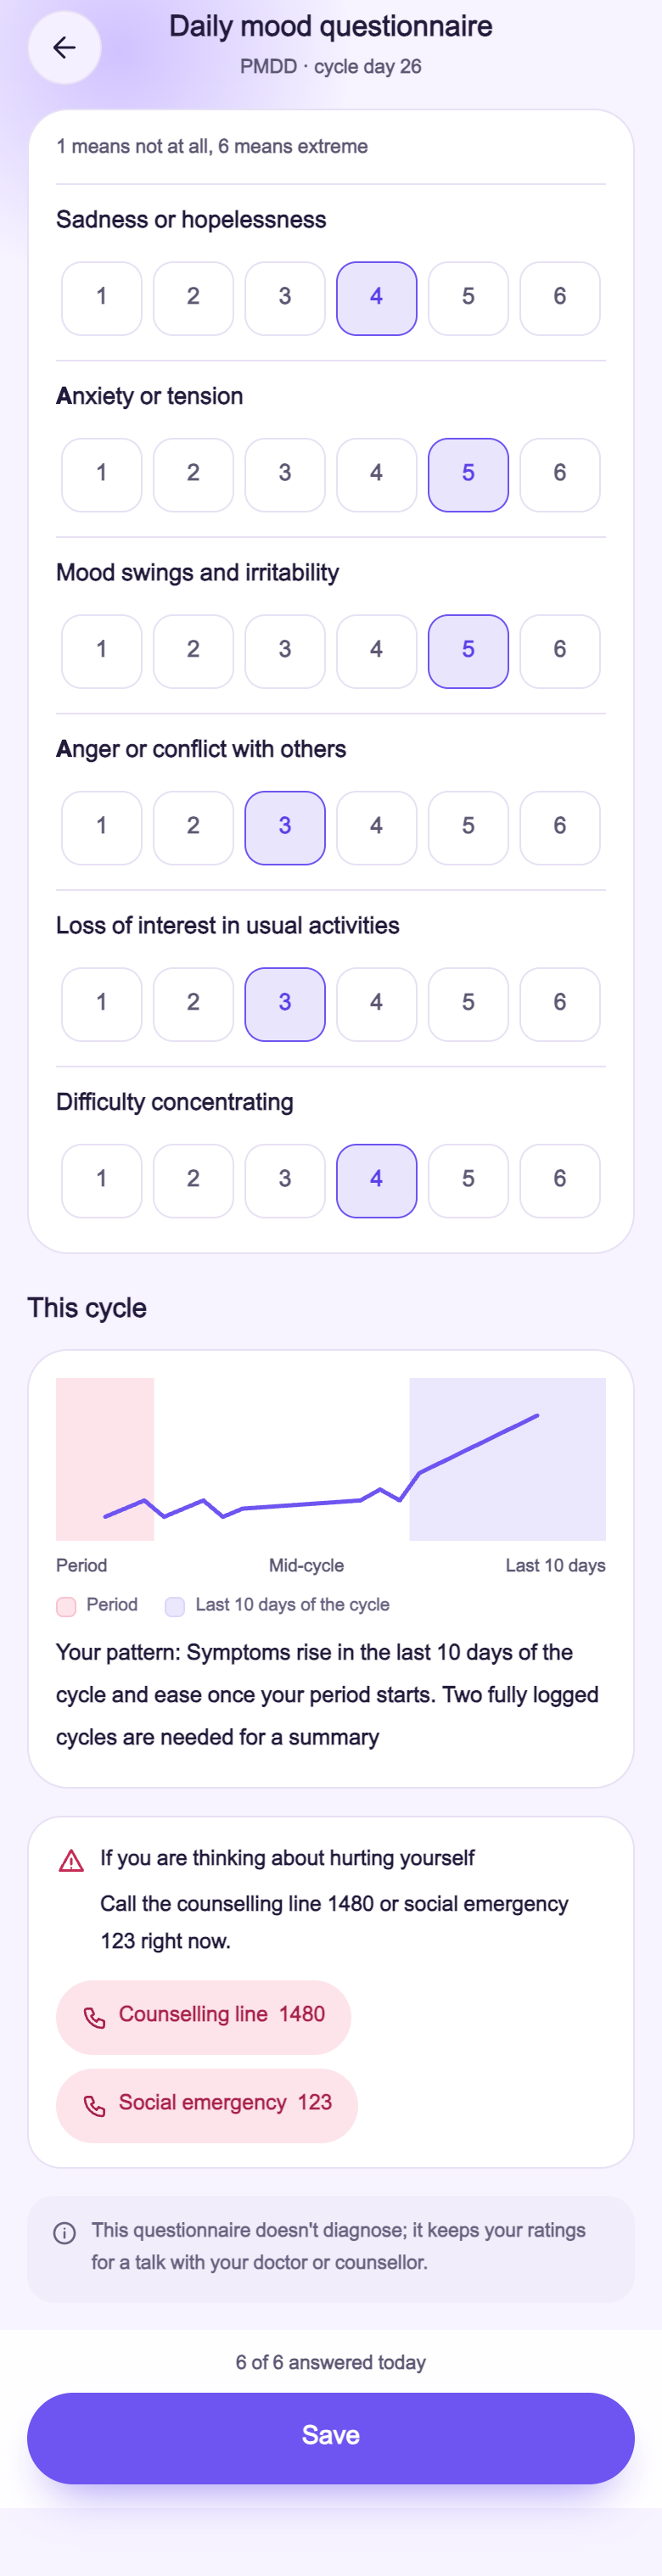 Daily mood questionnaire
PMDD · cycle day 26
1 means not at all, 6 means extreme
Sadness or hopelessness
1 2 3 4 5 6
Anxiety or tension
1 2 3 4 5 6
Mood swings and irritability
1 2 3 4 5 6
Anger or conflict with others
1 2 3 4 5 6
Loss of interest in usual activities
1 2 3 4 5 6
Difficulty concentrating
1 2 3 4 5 6
This cycle
Period Mid-cycle Last 10 days
Period Last 10 days of the cycle
Your pattern: Symptoms rise in the last 10 days of the
cycle and ease once your period starts. Two fully logged
cycles are needed for a summary
If you are thinking about hurting yourself
Call the counselling line 1480 or social emergency
123 right now.
Counselling line 1480
Social emergency 123
This questionnaire doesn't diagnose; it keeps your ratings
for a talk with your doctor or counsellor.
6 of 6 answered today
Save